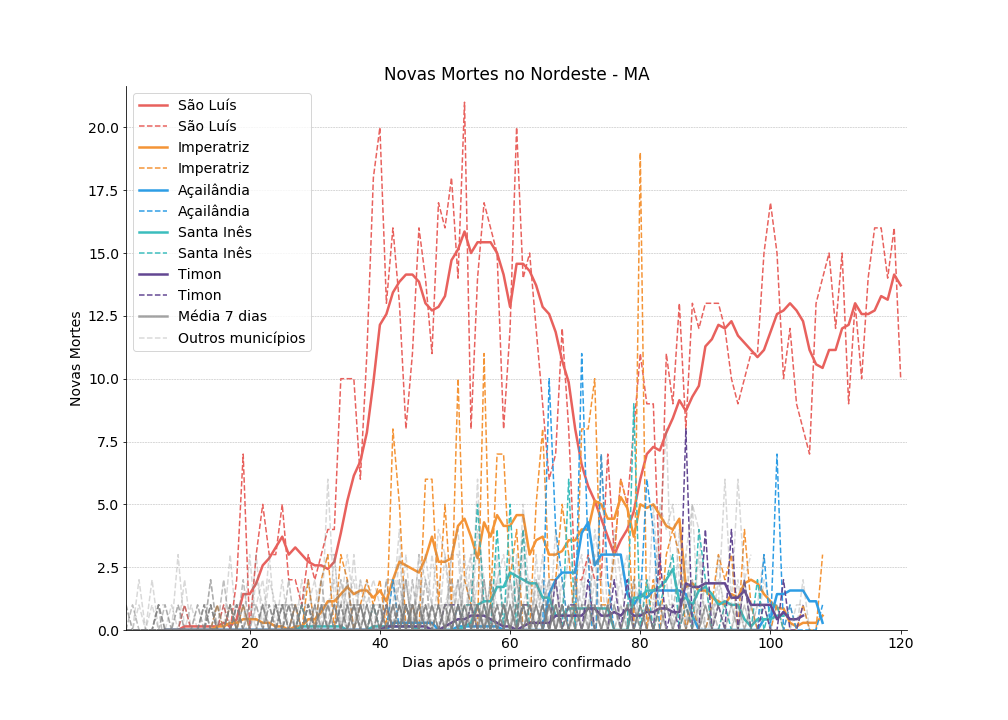 Novas Mortes no Nordeste - MA
São Luís
São Luís
Imperatriz
Imperatriz
Açailândia
Açailândia
Santa Inês
Santa Inês
Timon
Timon
Média 7 dias
Outros municípios
Novas Mortes
20.0
17.5
15.0
12.5
10.0
7.5
5.0
2.5
0.0
20
40
60
80
100
120
Dias após o primeiro confirmado